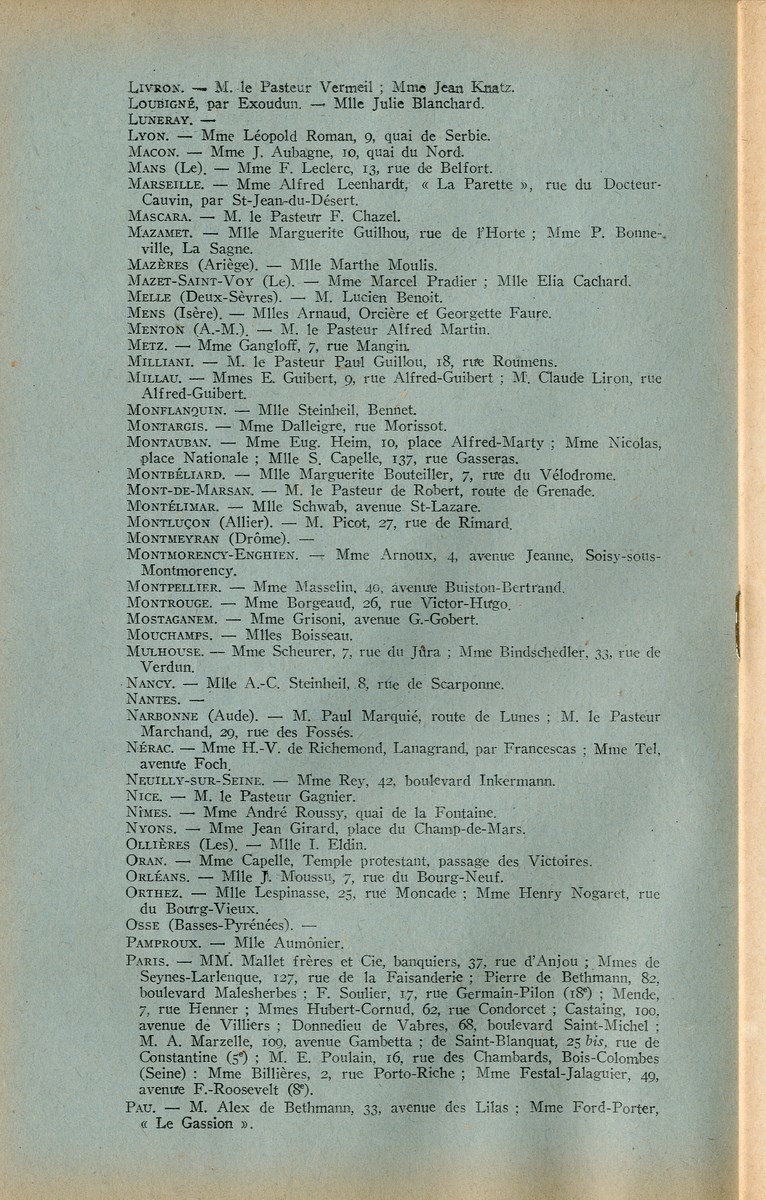 LIVRON. — M. le Pasteur Vermeil ; Mme Jean Knatz.
LOUBIGNÉ, par Exoudun. — Mlle Julie Blanchard.
LUNERAY. —
LYON. — Mme Léopold Roman, 9, quai de Serbie.
MACON. — Mme J. Aubagne, 10, quai du Nord.
MANS (Le). — Mme F. Leclerc, 13, rue de Belfort.
MARSEILLE. — Mme Alfred Leenhardt, « La Parette », rue du Docteur-
Cauvin, par St-Jean-du-Désert.
MASCARA. — M. le Pasteur F. Chazel.
MAZAMET. — Mlle Marguerite Guilhou, rue de l'Horte ; Mme P. Bonne-
ville, La Sagne.
MAZÈRES (Ariège). — Mlle Marthe Moulis.
MAZET-SAINT-VOY (Le). — Mme Marcel Pradier ; Mlle Elia Cachard.
MELLE (Deux-Sèvres). — M. Lucien Benoit.
MENS (Isère). — Mlles Arnaud, Orcière et Georgette Faure.
MENTON (A.-M.). — M. le Pasteur Alfred Martin.
METZ. — Mme Gangloff, 7, rue Mangin.
MILLIANI. — M. le Pasteur Paul Guillou, 18, rue Roumens.
MILLAU. — Mmes E. Guibert, 9, rue Alfred-Guibert ; M. Claude Liron, rue
Alfred-Guibert.
MONFLANQUIN. — Mlle Steinheil, Bennet.
MONTARGIS. — Mme Dalleigre, rue Morissot.
MONTAUBAN. — Mme Eug. Heim, 10, place Alfred-Marty ; Mme Nicolas,
place Nationale ; Mlle S. Capelle, 137, rue Gasseras.
MONTBÉLIARD. — Mlle Marguerite Bouteiller, 7, rue du Vélodrome.
MONT-DE-MARSAN. — M. le Pasteur de Robert, route de Grenade.
MONTÉLIMAR. — Mlle Schwab, avenue St-Lazare.
MONTLUÇON (Allier). — M. Picot, 27, rue de Rimard.
MONTMEYRAN (Drôme). —
MONTMORENCY-ENGHIEN. — Mme Arnoux, 4, avenue Jeanne, Soisy-sous-
Montmorency.
MONTPELLIER. — Mme Masselin, 40, avenue Buiston-Bertrand.
MONTROUGE. — Mme Borgeaud, 26, rue Victor-Hugo.
MOSTAGANEM. — Mme Grisoni, avenue G.-Gobert.
MOUCHAMPS. — Mlles Boisseau.
MULHOUSE. — Mme Scheurer, 7, rue du Jura ; Mme Bindschedler, 33, rue de
Verdun.
NANCY. — Mlle A.-C. Steinheil, 8, rue de Scarponne.
NANTES. —
NARBONNE (Aude). — M. Paul Marquié, route de Lunes ; M. le Pasteur
Marchand, 29, rue des Fossés.
NÉRAC. — Mme H.-V. de Richemond, Lanagrand, par Francescas ; Mme Tel,
avenue Foch.
NEUILLY-SUR-SEINE. — Mme Rey, 42, boulevard Inkermann.
NICE. — M. le Pasteur Gagnier.
NÎMES. — Mme André Roussy, quai de la Fontaine.
NYONS. — Mme Jean Girard, place du Champ-de-Mars.
OLLIÈRES (Les). — Mlle I. Eldin.
ORAN. — Mme Capelle, Temple protestant, passage des Victoires.
ORLÉANS. — Mlle J. Moussu, 7, rue du Bourg-Neuf.
ORTHEZ. — Mlle Lespinasse, 25, rue Moncade ; Mme Henry Nogaret, rue
du Bourg-Vieux.
OSSE (Basses-Pyrénées). —
PAMPROUX. — Mlle Aumônier.
PARIS. — MM. Mallet frères et Cie, banquiers, 37, rue d'Anjou ; Mmes de
Seynes-Larlenque, 127, rue de la Faisanderie ; Pierre de Bethmann, 82,
boulevard Malesherbes ; F. Soulier, 17, rue Germain-Pilon (18e) ; Mende,
7, rue Henner ; Mmes Hubert-Cornud, 62, rue Condorcet ; Castaing, 100,
avenue de Villiers ; Donnedieu de Vabres, 68, boulevard Saint-Michel ;
M. A. Marzelle, 109, avenue Gambetta ; de Saint-Blanquat, 25 bis, rue de
Constantine (5e) ; M. E. Poulain, 16, rue des Chambards, Bois-Colombes
(Seine) : Mme Billières, 2, rue Porto-Riche ; Mme Festal-Jalaguier, 49,
avenue F.-Roosevelt (8e).
PAU. — M. Alex de Bethmann, 33, avenue des Lilas ; Mme Ford-Porter,
« Le Gassion ».